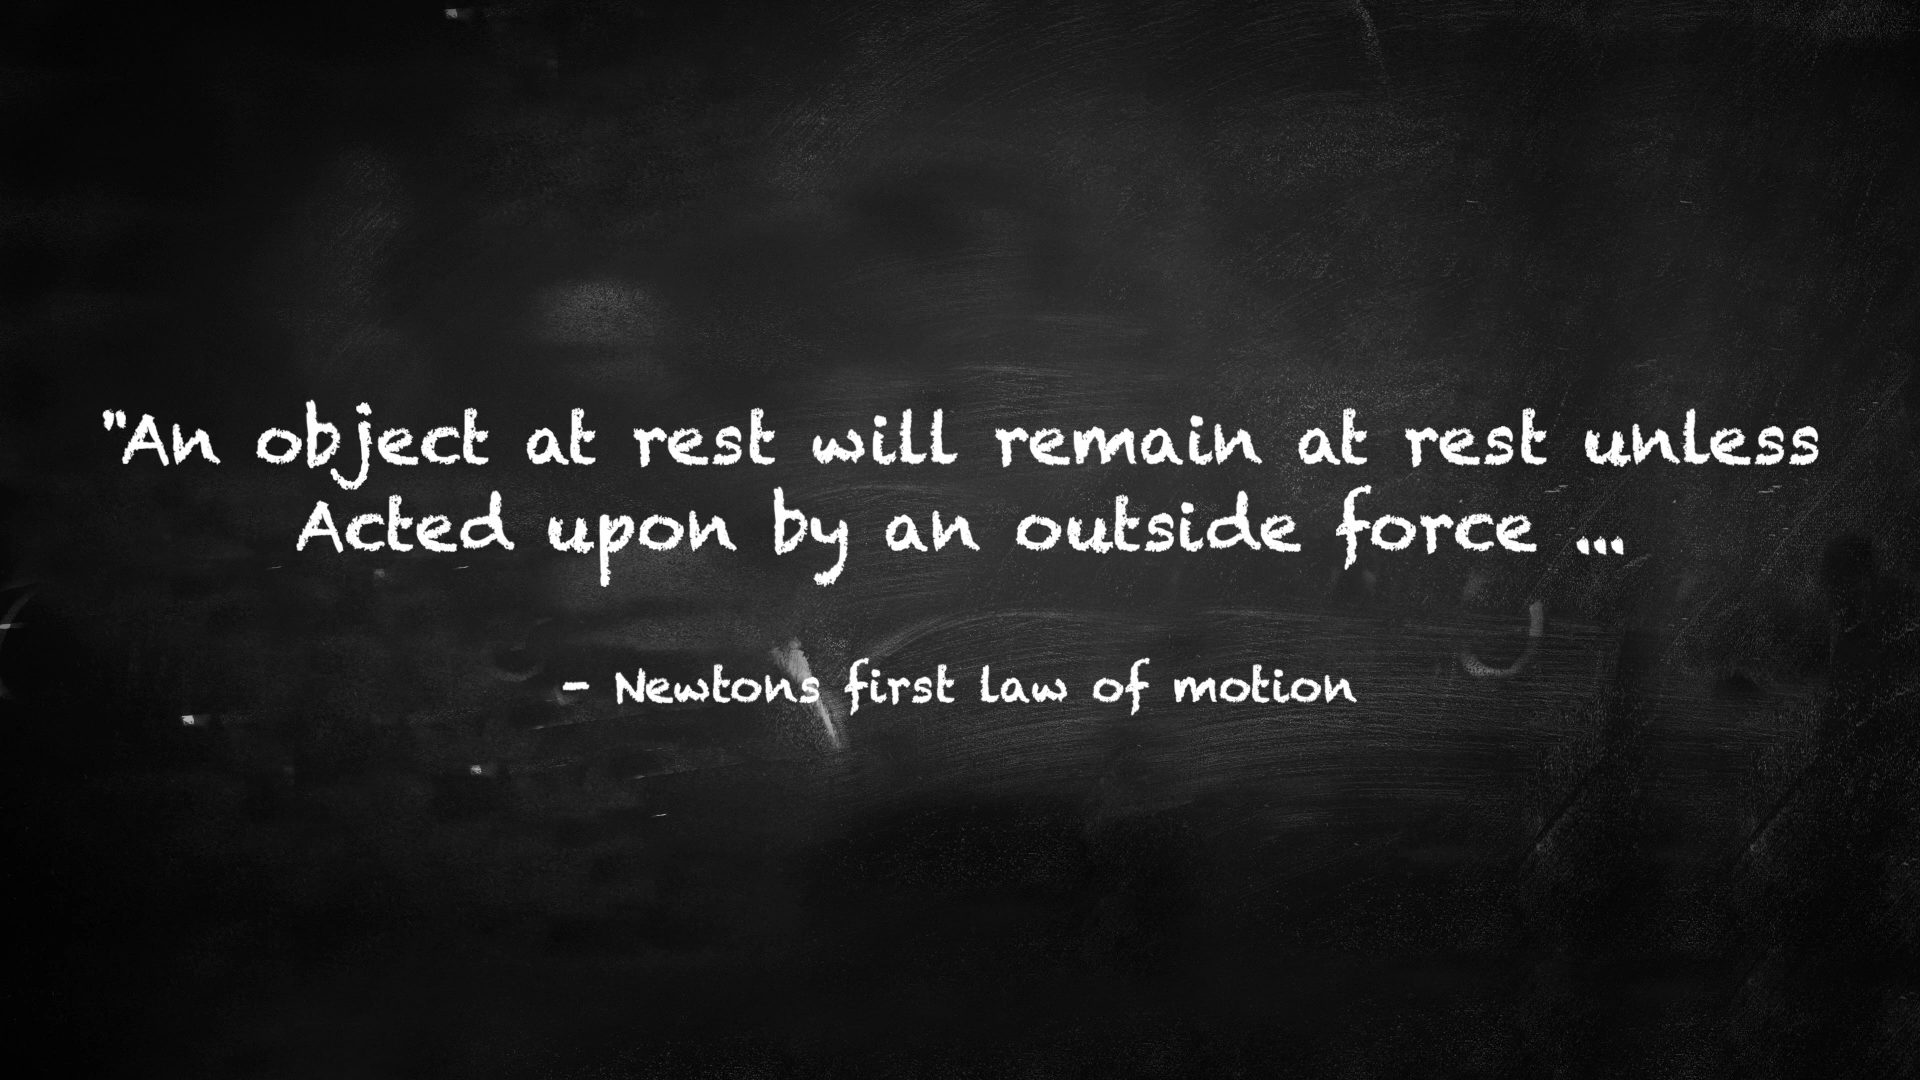 "An object at rest will remain at rest unless
Acted upon by an outside force ...
- Newtons first law of motion